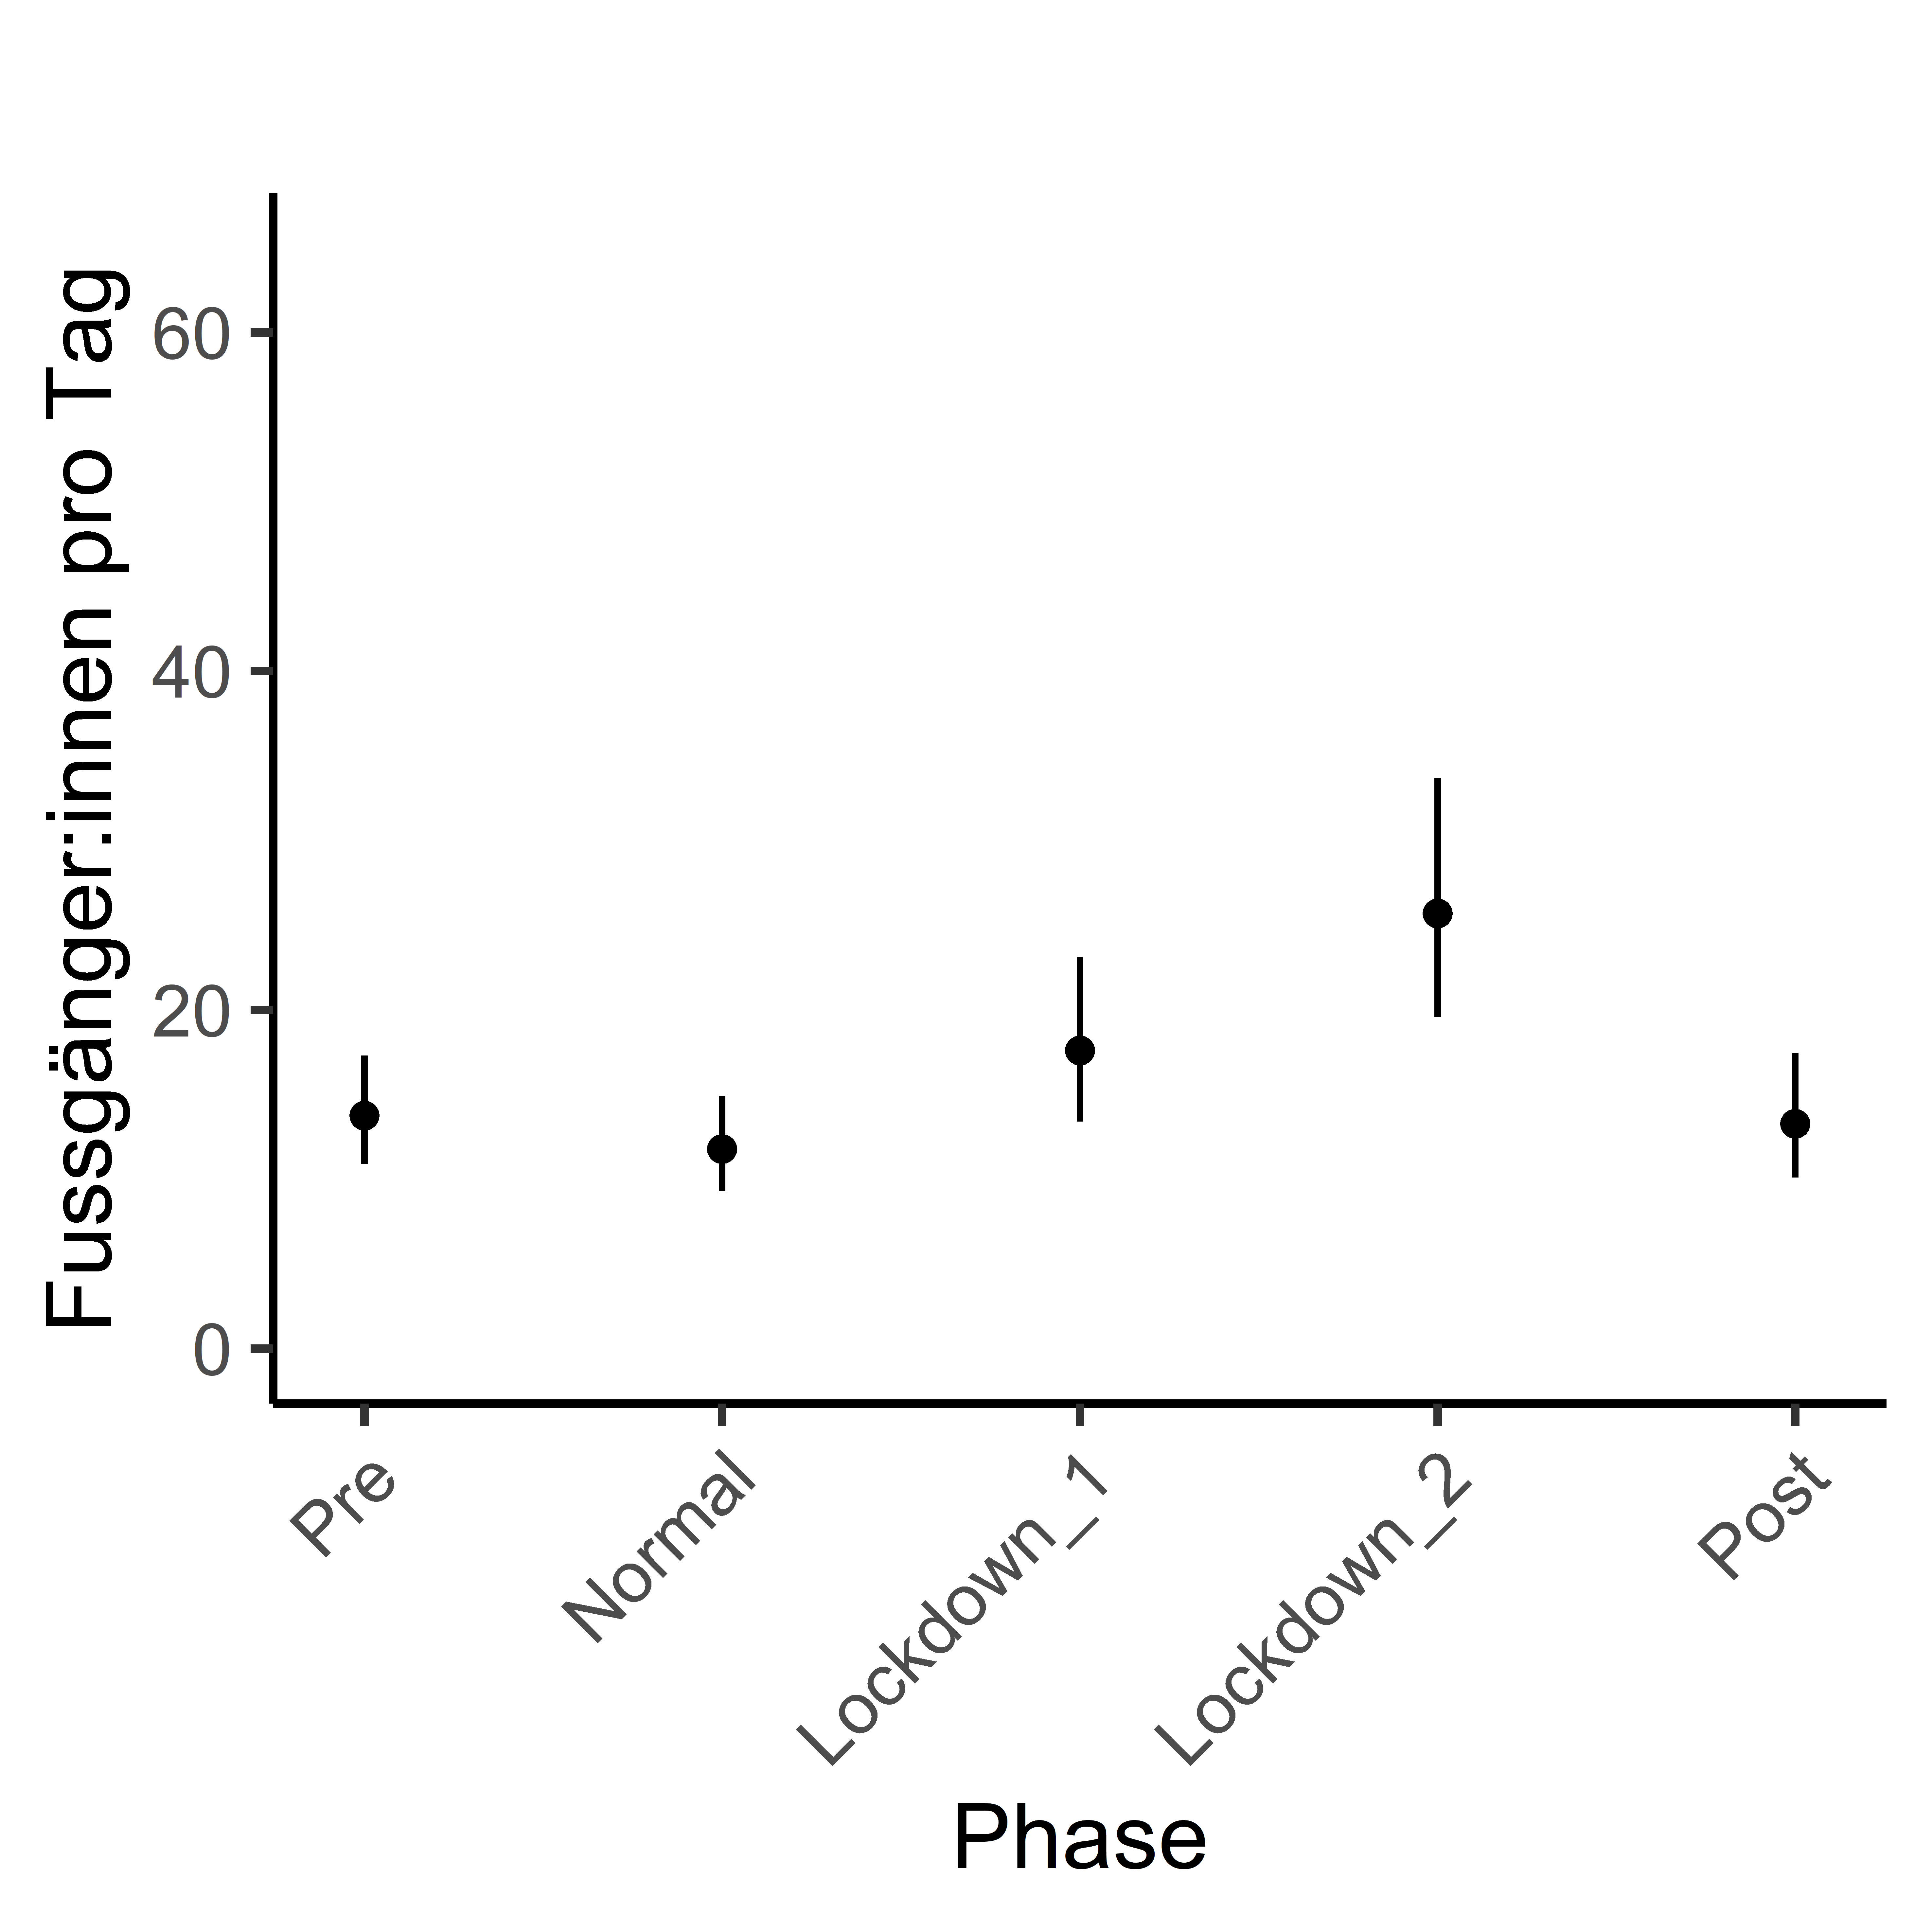 Fussgänger:innen pro Tag
60
40
20
0
Pre
Normal
Lockdown_1
Lockdown_2
Post
Phase